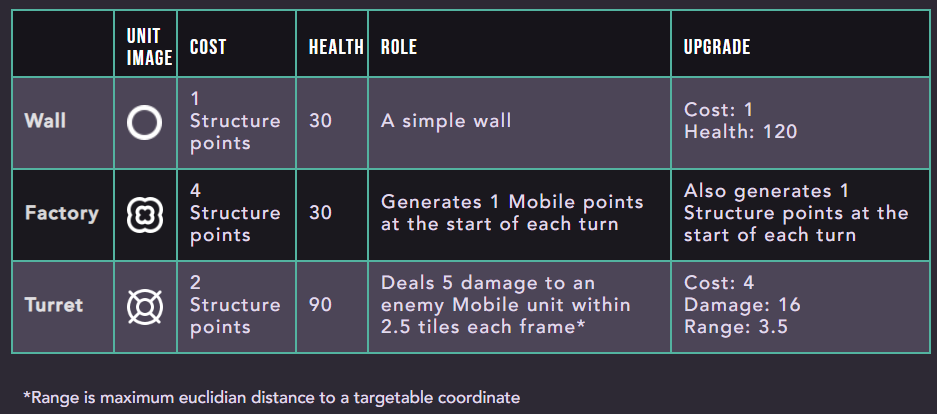 UNIT IMAGE COST HEALTH ROLE UPGRADE
Wall
1 Structure points
30
A simple wall
Cost: 1
Health: 120
Factory
4 Structure points
30
Generates 1 Mobile points
at the start of each turn
Also generates 1
Structure points at the
start of each turn
Turret
2 Structure points
90
Deals 5 damage to an
enemy Mobile unit within
2.5 tiles each frame*
Cost: 4
Damage: 16
Range: 3.5
*Range is maximum euclidian distance to a targetable coordinate